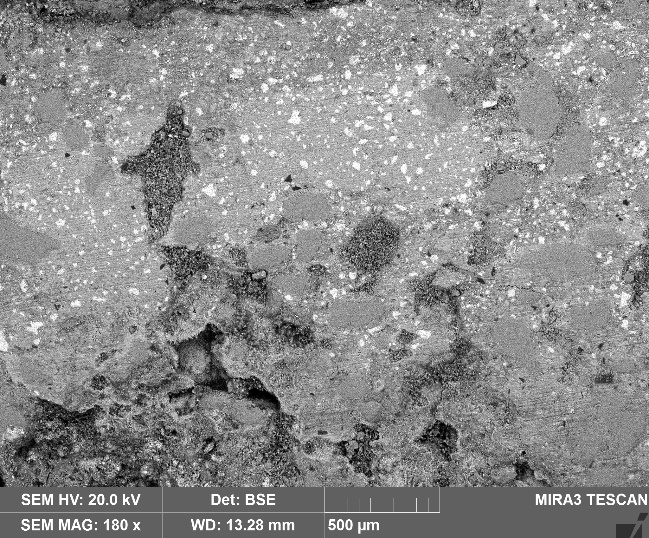 SEM HV: 20.0 kV Det: BSE MIRA3 TESCAN
SEM MAG: 180 x WD: 13.28 mm 500 µm